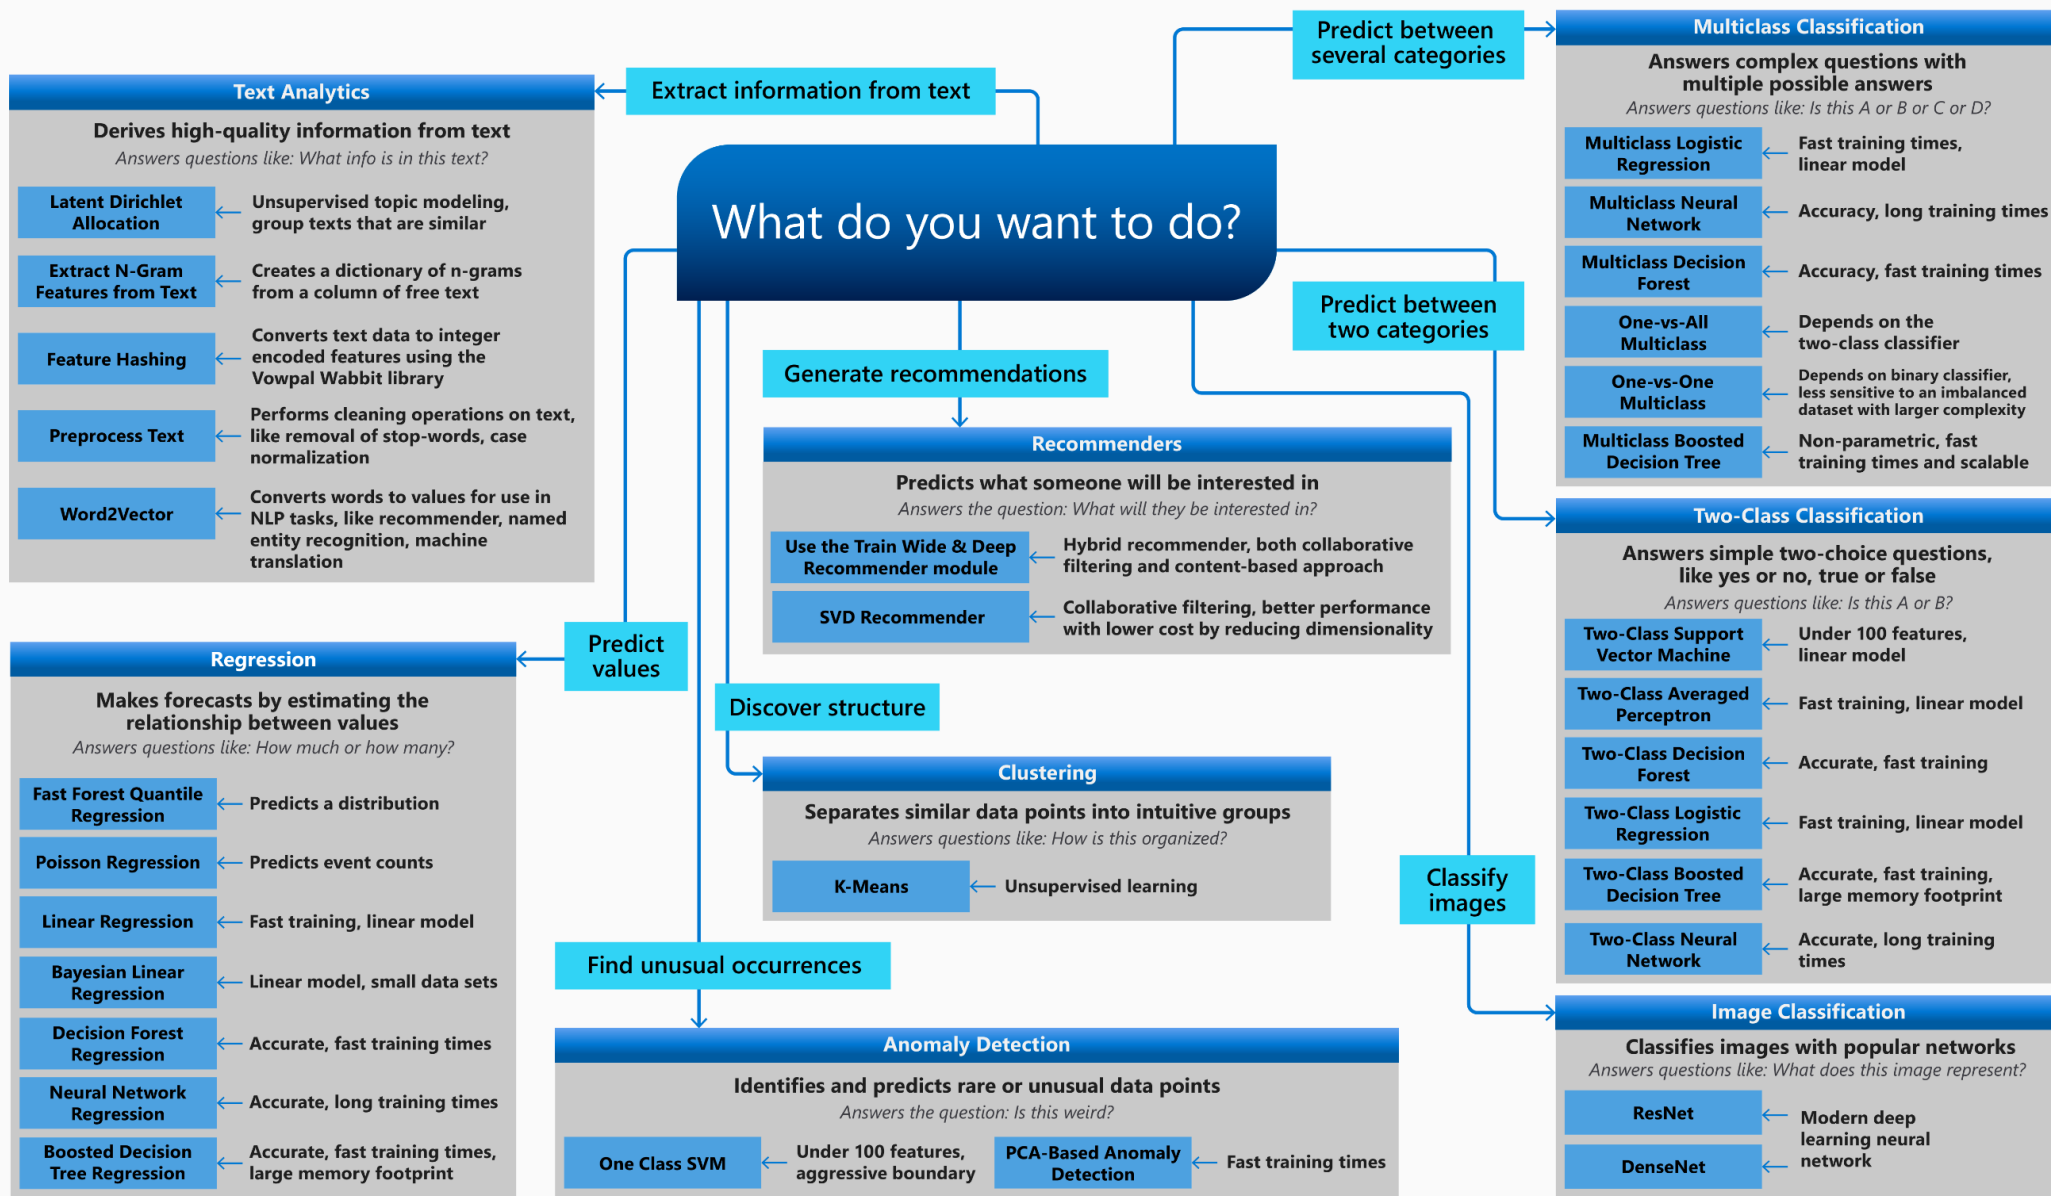 What do you want to do?
Extract information from text
Text Analytics
Derives high-quality information from text
Answers questions like: What info is in this text?
Latent Dirichlet
Allocation
Unsupervised topic modeling,
group texts that are similar
Extract N-Gram
Features from Text
Creates a dictionary of n-grams
from a column of free text
Feature Hashing
Converts text data to integer
encoded features using the
Vowpal Wabbit library
Preprocess Text
Performs cleaning operations on text,
like removal of stop-words, case
normalization
Word2Vector
Converts words to values for use in
NLP tasks, like recommender, named
entity recognition, machine
translation
Predict
values
Regression
Makes forecasts by estimating the
relationship between values
Answers questions like: How much or how many?
Fast Forest Quantile
Regression
Predicts a distribution
Poisson Regression
Predicts event counts
Linear Regression
Fast training, linear model
Bayesian Linear
Regression
Linear model, small data sets
Decision Forest
Regression
Accurate, fast training times
Neural Network
Regression
Accurate, long training times
Boosted Decision
Tree Regression
Accurate, fast training times,
large memory footprint
Generate recommendations
Recommenders
Predicts what someone will be interested in
Answers the question: What will they be interested in?
Use the Train Wide & Deep
Recommender module
Hybrid recommender, both collaborative
filtering and content-based approach
SVD Recommender
Collaborative filtering, better performance
with lower cost by reducing dimensionality
Discover structure
Clustering
Separates similar data points into intuitive groups
Answers questions like: How is this organized?
K-Means
Unsupervised learning
Find unusual occurrences
Anomaly Detection
Identifies and predicts rare or unusual data points
Answers the question: Is this weird?
One Class SVM
Under 100 features,
aggressive boundary
PCA-Based Anomaly
Detection
Fast training times
Predict between
several categories
Multiclass Classification
Answers complex questions with
multiple possible answers
Answers questions like: Is this A or B or C or D?
Multiclass Logistic
Regression
Fast training times,
linear model
Multiclass Neural
Network
Accuracy, long training times
Multiclass Decision
Forest
Accuracy, fast training times
One-vs-All
Multiclass
Depends on the
two-class classifier
One-vs-One
Multiclass
Depends on binary classifier,
less sensitive to an imbalanced
dataset with larger complexity
Multiclass Boosted
Decision Tree
Non-parametric, fast
training times and scalable
Predict between
two categories
Two-Class Classification
Answers simple two-choice questions,
like yes or no, true or false
Answers questions like: Is this A or B?
Two-Class Support
Vector Machine
Under 100 features,
linear model
Two-Class Averaged
Perceptron
Fast training, linear model
Two-Class Decision
Forest
Accurate, fast training
Two-Class Logistic
Regression
Fast training, linear model
Two-Class Boosted
Decision Tree
Accurate, fast training,
large memory footprint
Two-Class Neural
Network
Accurate, long training
times
Classify
images
Image Classification
Classifies images with popular networks
Answers questions like: What does this image represent?
ResNet
DenseNet
Modern deep
learning neural
network